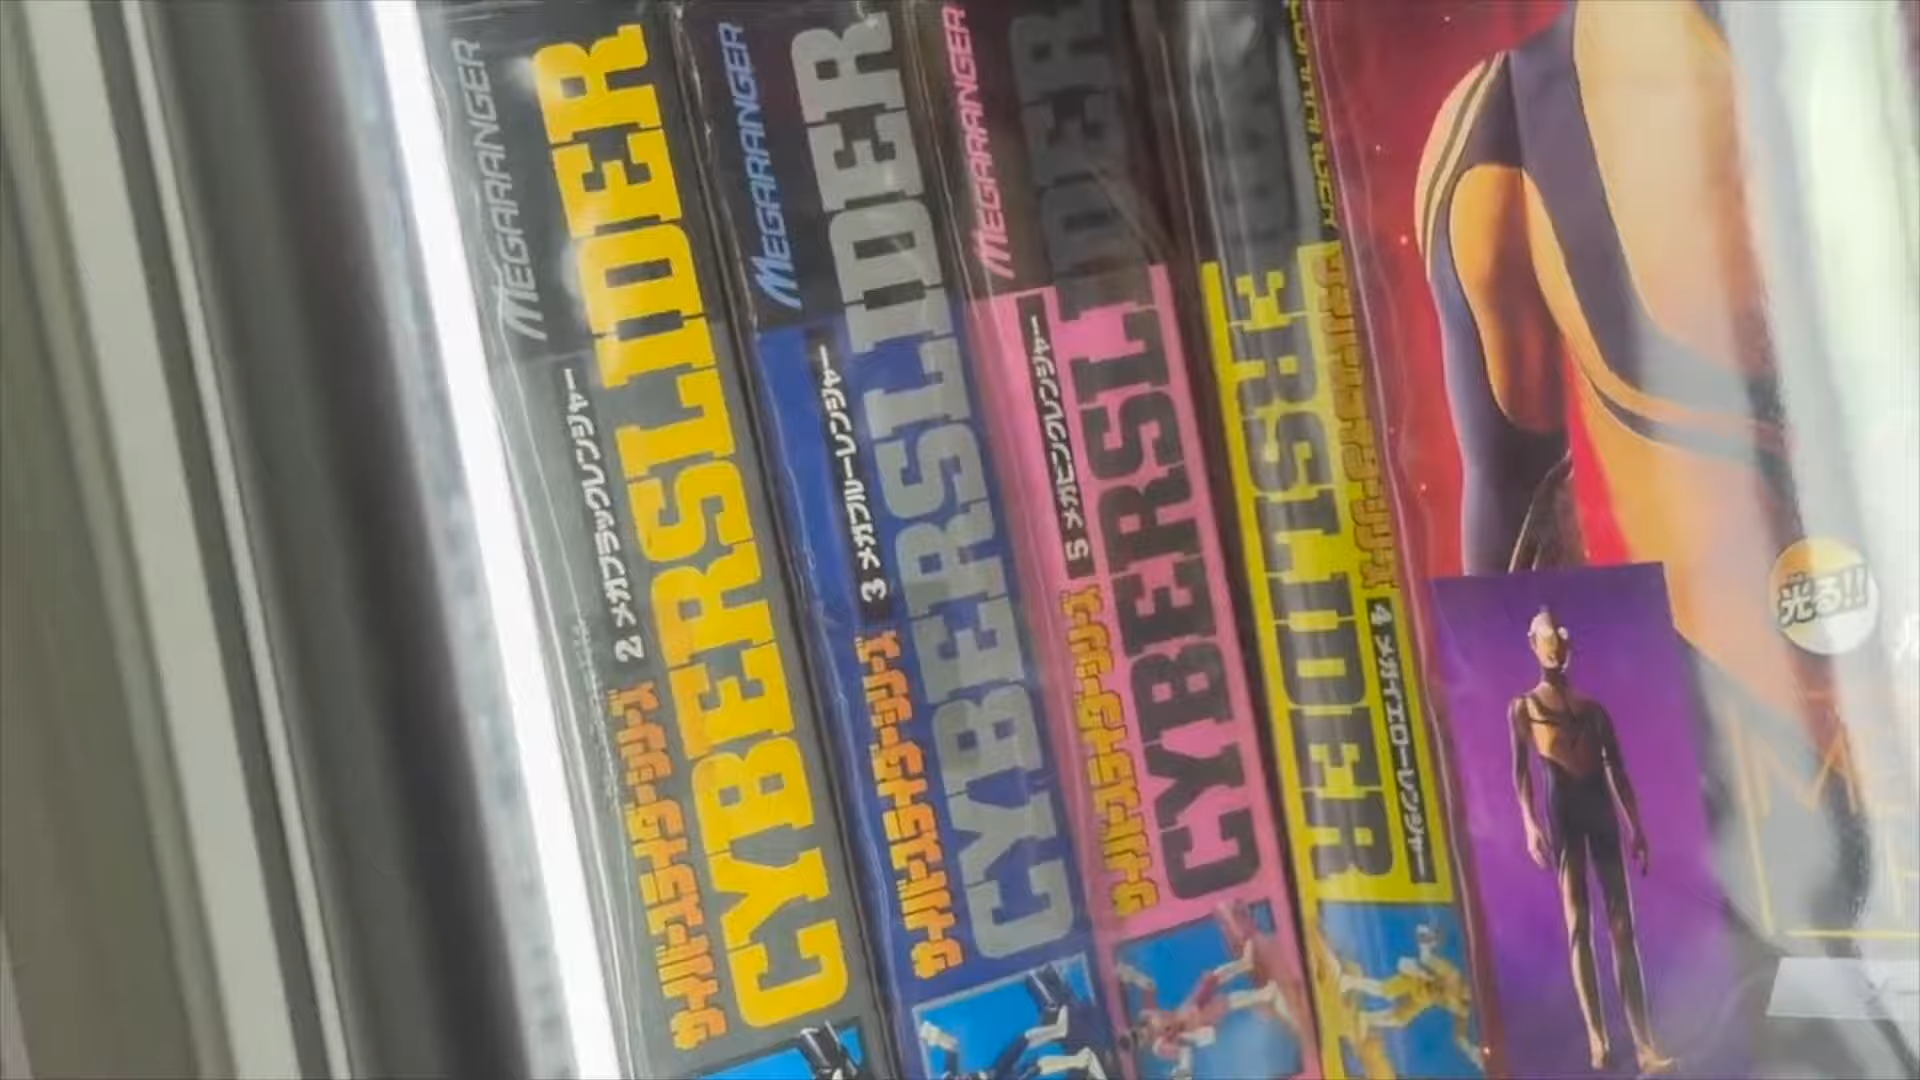 MEGARANGER
CYBERSLIDER
サイバースライダーシリーズ 2 メガブラックレンジャー
MEGARANGER
CYBERSLIDER
サイバースライダーシリーズ 3 メガブルーレンジャー
MEGARANGER
CYBERSLIDER
サイバースライダーシリーズ 5 メガピンクレンジャー
CYBERSLIDER
サイバースライダーシリーズ 4 メガイエローレンジャー
光る!!